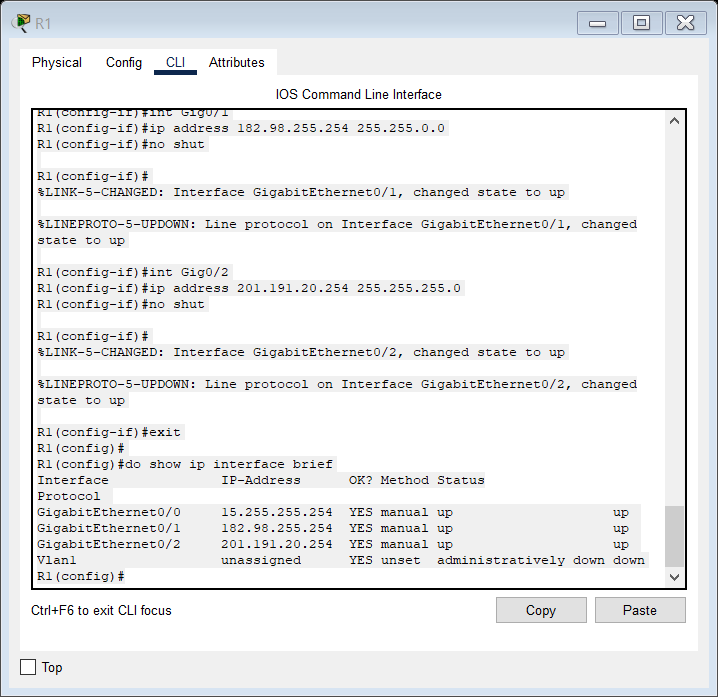 R1
Physical Config CLI Attributes
IOS Command Line Interface
R1(config-if)#int Gig0/1
R1(config-if)#ip address 182.98.255.254 255.255.0.0
R1(config-if)#no shut
R1(config-if)#
%LINK-5-CHANGED: Interface GigabitEthernet0/1, changed state to up
%LINEPROTO-5-UPDOWN: Line protocol on Interface GigabitEthernet0/1, changed
state to up
R1(config-if)#int Gig0/2
R1(config-if)#ip address 201.191.20.254 255.255.255.0
R1(config-if)#no shut
R1(config-if)#
%LINK-5-CHANGED: Interface GigabitEthernet0/2, changed state to up
%LINEPROTO-5-UPDOWN: Line protocol on Interface GigabitEthernet0/2, changed
state to up
R1(config-if)#exit
R1(config)#
R1(config)#do show ip interface brief
Interface IP-Address OK? Method Status
Protocol
GigabitEthernet0/0 15.255.255.254 YES manual up up
GigabitEthernet0/1 182.98.255.254 YES manual up up
GigabitEthernet0/2 201.191.20.254 YES manual up up
Vlan1 unassigned YES unset administratively down down
R1(config)#
Ctrl+F6 to exit CLI focus
Copy Paste
Top